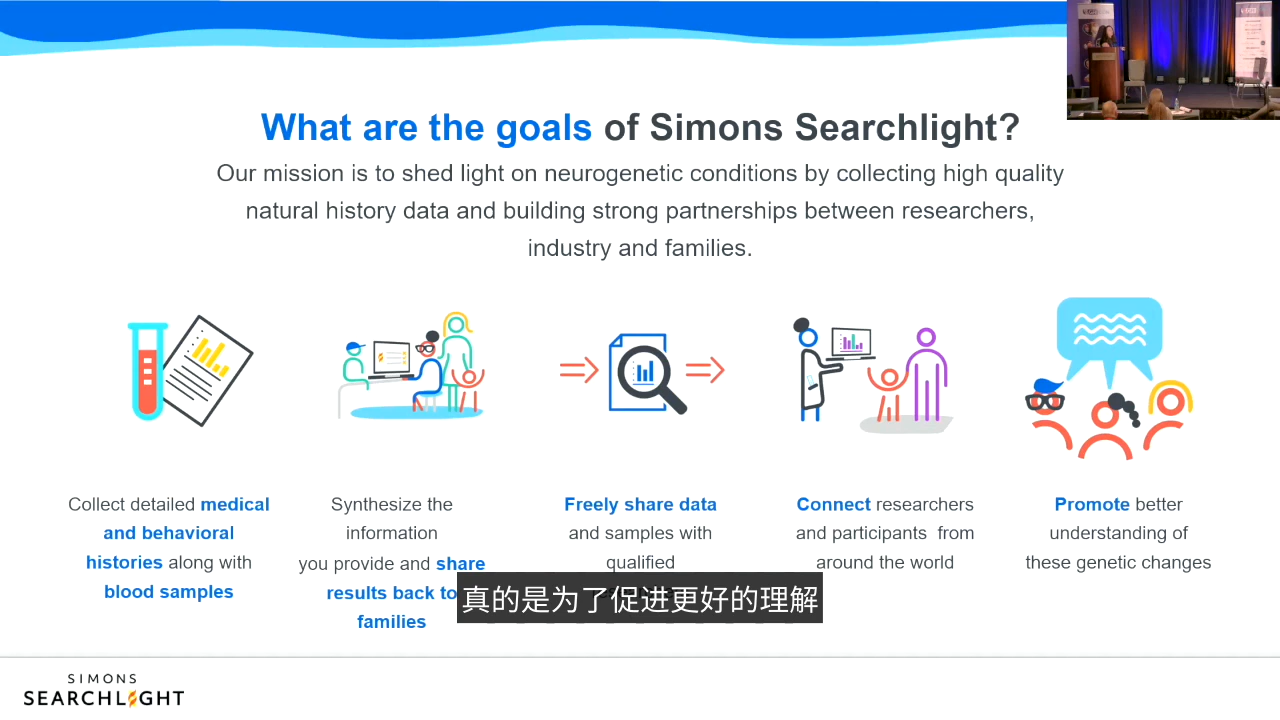 What are the goals of Simons Searchlight?
Our mission is to shed light on neurogenetic conditions by collecting high quality
natural history data and building strong partnerships between researchers,
industry and families.
Collect detailed medical
and behavioral
histories along with
blood samples
Synthesize the
information
you provide and share
results back to
families
Freely share data
and samples with
qualified
Connect researchers
and participants from
around the world
Promote better
understanding of
these genetic changes
真的是为了促进更好的理解
SIMONS
SEARCHLIGHT